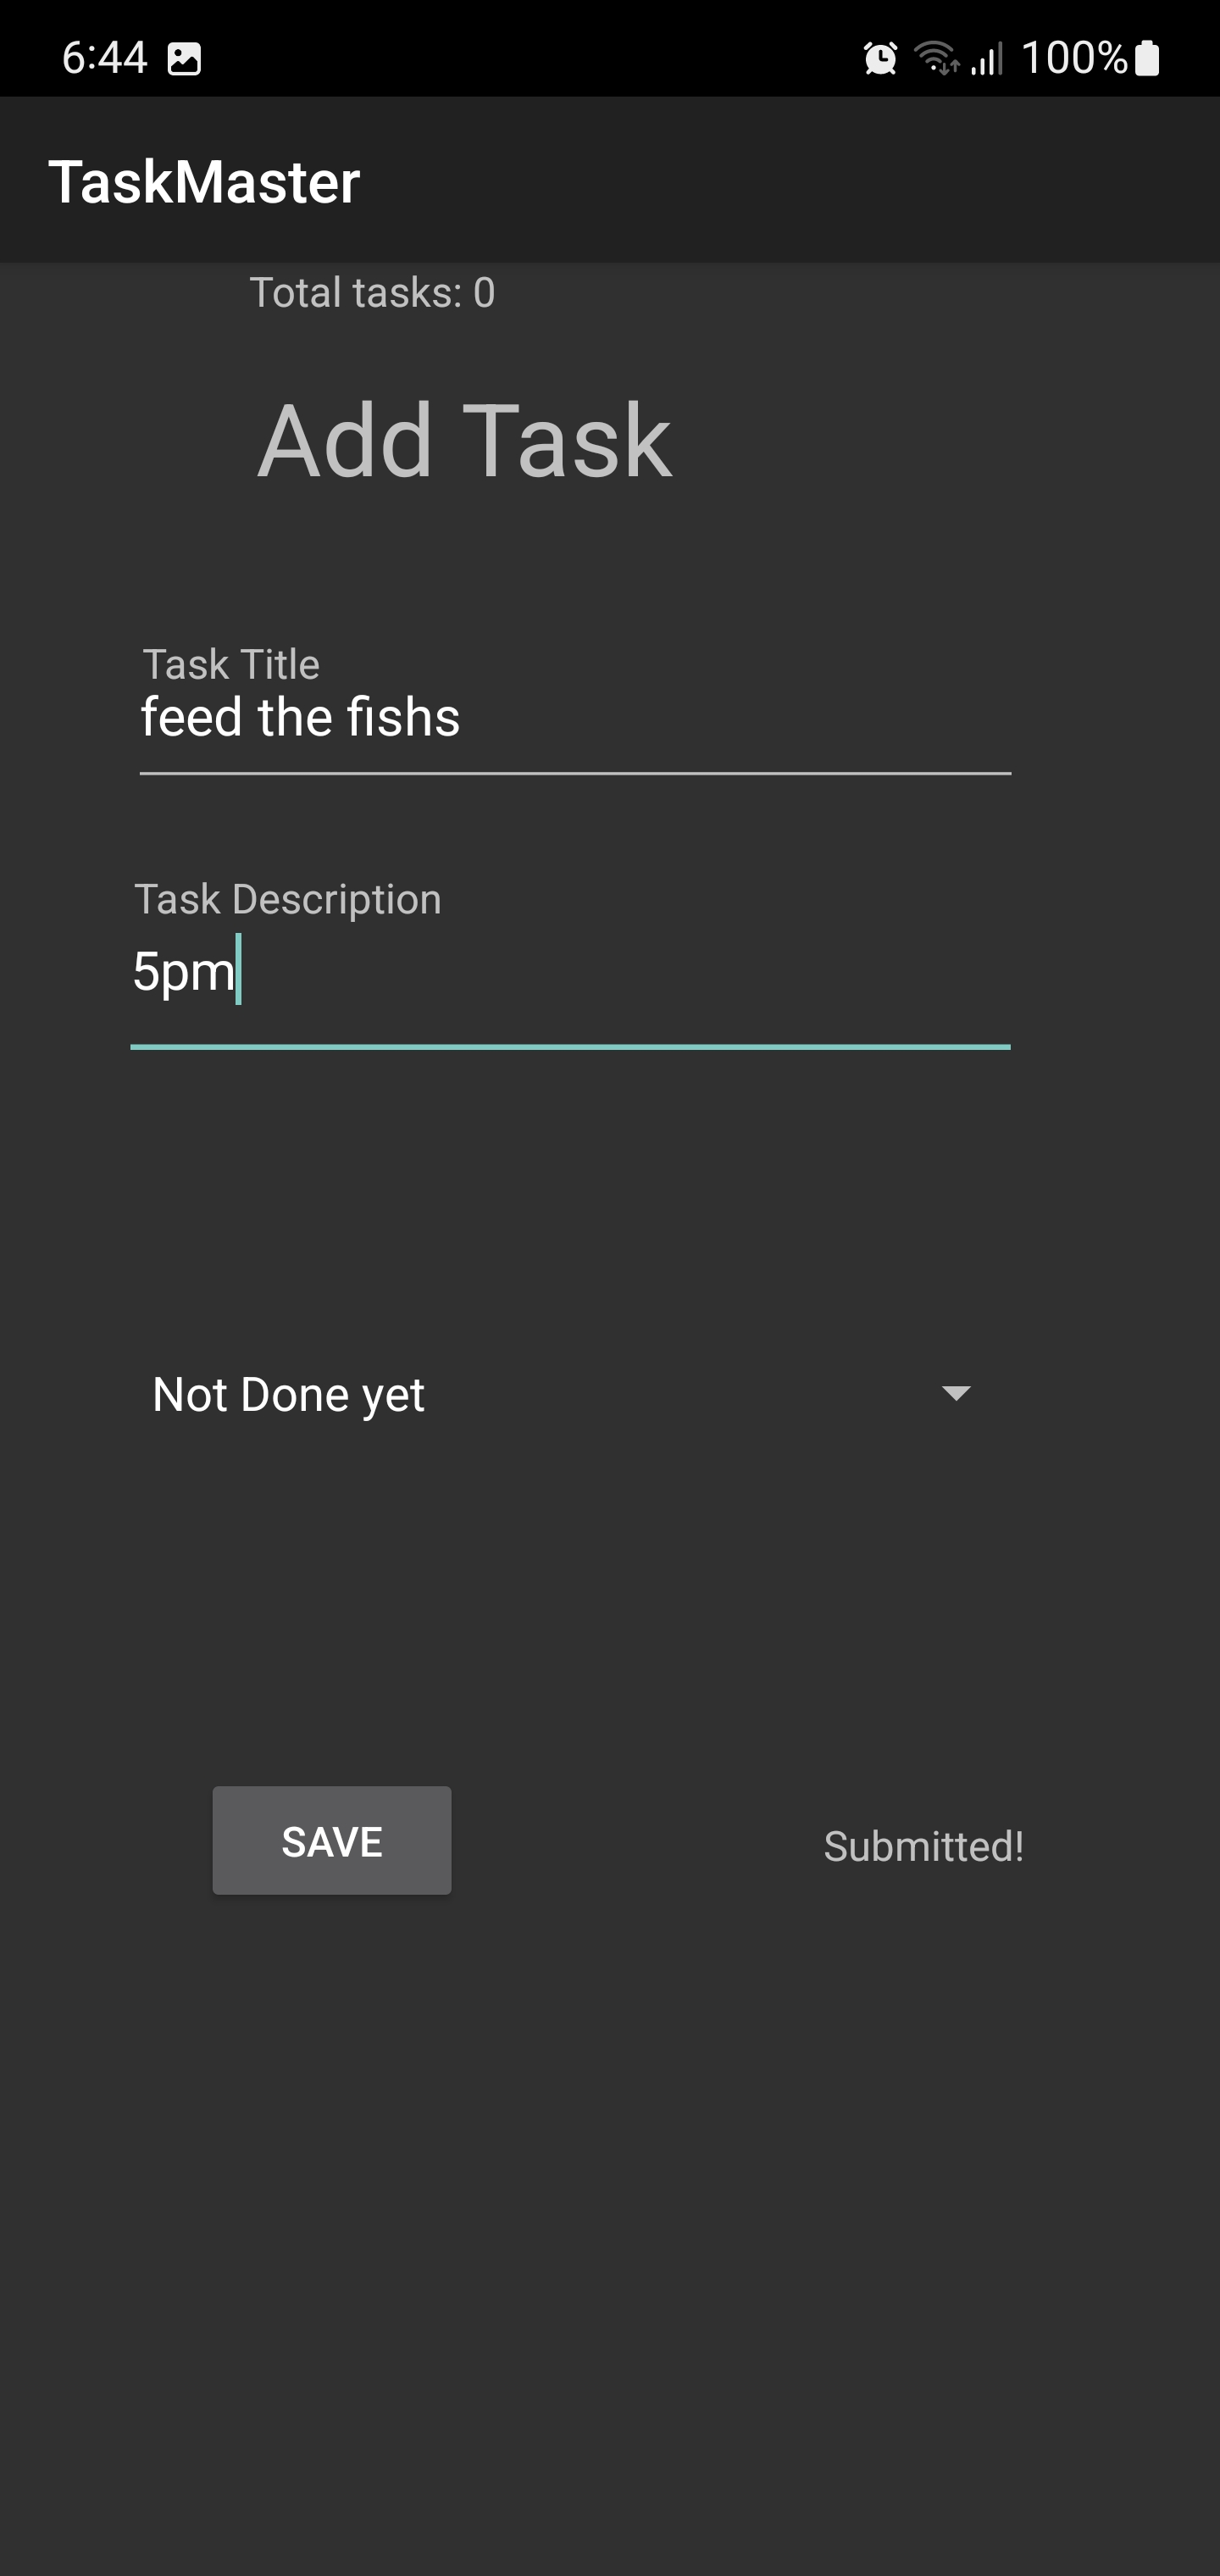 6:44 100%
TaskMaster
Total tasks: 0
Add Task
Task Title
feed the fishs
Task Description
5pm
Not Done yet
SAVE Submitted!